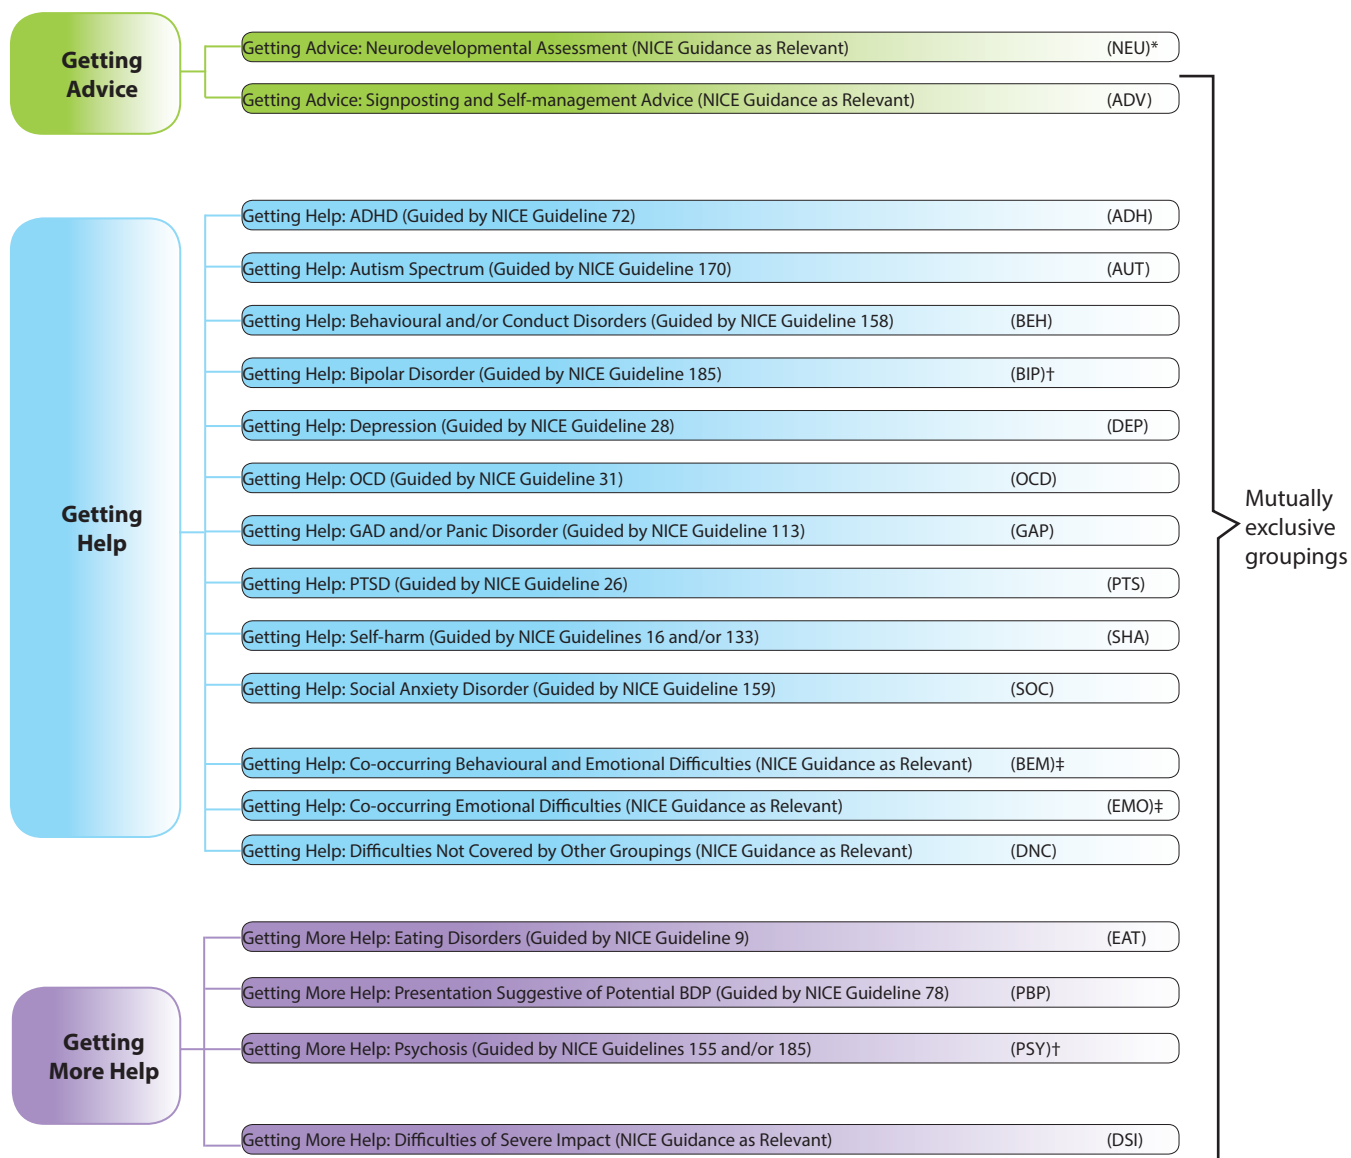 Getting
Advice
Getting Advice: Neurodevelopmental Assessment (NICE Guidance as Relevant) (NEU)*
Getting Advice: Signposting and Self-management Advice (NICE Guidance as Relevant) (ADV)
Getting
Help
Getting Help: ADHD (Guided by NICE Guideline 72) (ADH)
Getting Help: Autism Spectrum (Guided by NICE Guideline 170) (AUT)
Getting Help: Behavioural and/or Conduct Disorders (Guided by NICE Guideline 158) (BEH)
Getting Help: Bipolar Disorder (Guided by NICE Guideline 185) (BIP)†
Getting Help: Depression (Guided by NICE Guideline 28) (DEP)
Getting Help: OCD (Guided by NICE Guideline 31) (OCD)
Getting Help: GAD and/or Panic Disorder (Guided by NICE Guideline 113) (GAP)
Getting Help: PTSD (Guided by NICE Guideline 26) (PTS)
Getting Help: Self-harm (Guided by NICE Guidelines 16 and/or 133) (SHA)
Getting Help: Social Anxiety Disorder (Guided by NICE Guideline 159) (SOC)
Getting Help: Co-occurring Behavioural and Emotional Difficulties (NICE Guidance as Relevant) (BEM)‡
Getting Help: Co-occurring Emotional Difficulties (NICE Guidance as Relevant) (EMO)‡
Getting Help: Difficulties Not Covered by Other Groupings (NICE Guidance as Relevant) (DNC)
Getting
More Help
Getting More Help: Eating Disorders (Guided by NICE Guideline 9) (EAT)
Getting More Help: Presentation Suggestive of Potential BDP (Guided by NICE Guideline 78) (PBP)
Getting More Help: Psychosis (Guided by NICE Guidelines 155 and/or 185) (PSY)†
Getting More Help: Difficulties of Severe Impact (NICE Guidance as Relevant) (DSI)
Mutually
exclusive
groupings